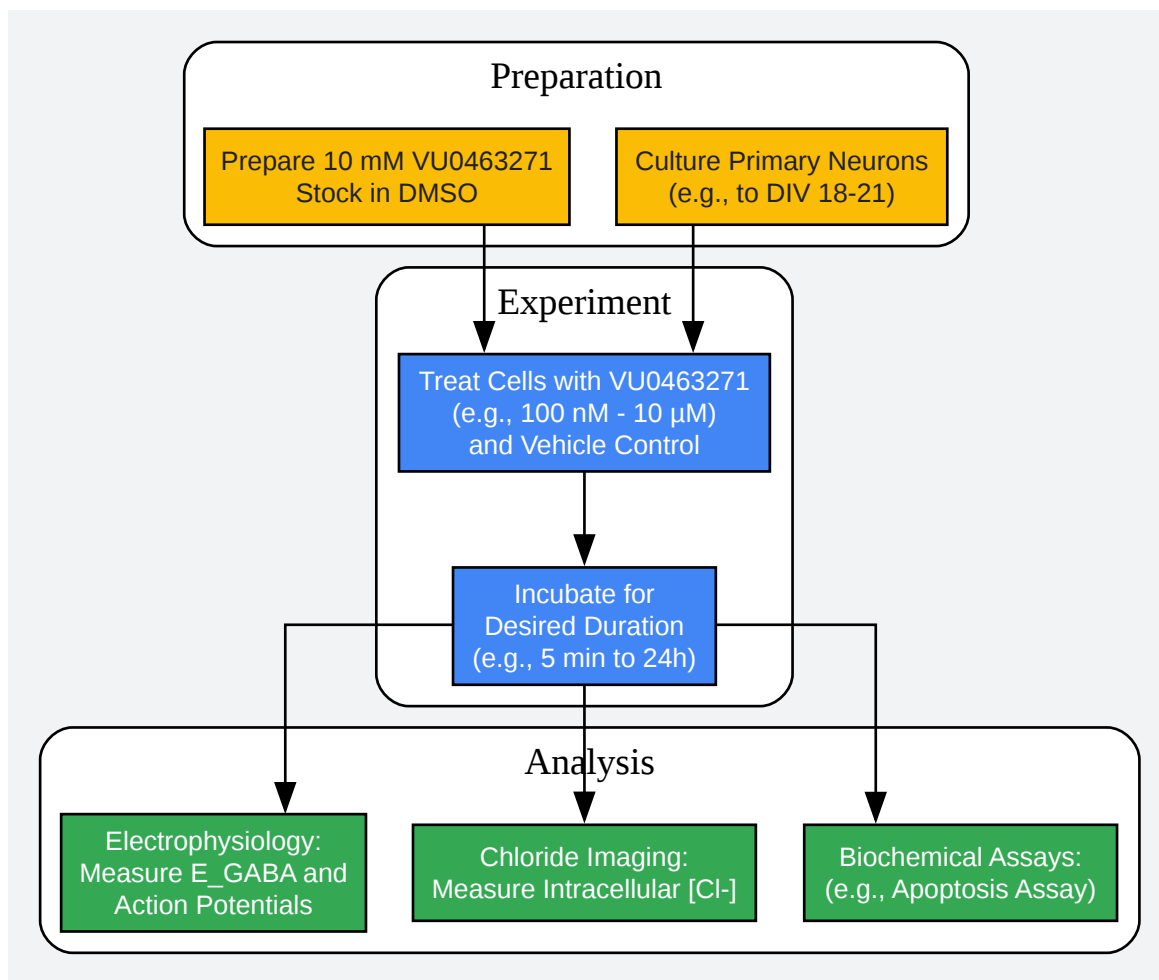 Preparation
Prepare 10 mM VU0463271
Stock in DMSO
Culture Primary Neurons
(e.g., to DIV 18-21)
Experiment
Treat Cells with VU0463271
(e.g., 100 nM - 10 µM)
and Vehicle Control
Incubate for
Desired Duration
(e.g., 5 min to 24h)
Analysis
Electrophysiology:
Measure E_GABA and
Action Potentials
Chloride Imaging:
Measure Intracellular [Cl-]
Biochemical Assays:
(e.g., Apoptosis Assay)